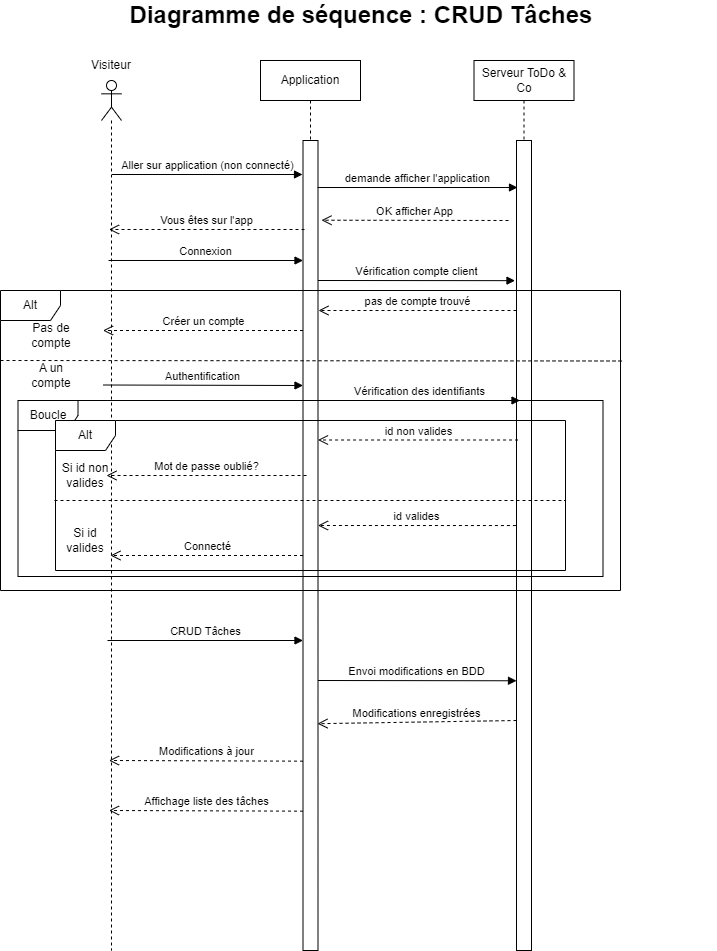 Diagramme de séquence : CRUD Tâches
Visiteur
Application
Serveur ToDo &
Co
Aller sur application (non connecté)
demande afficher l'application
OK afficher App
Vous êtes sur l'app
Connexion
Vérification compte client
Alt
pas de compte trouvé
Créer un compte
Pas de
compte
A un
compte
Authentification
Vérification des identifiants
Boucle
Alt
id non valides
Si id non
valides
Mot de passe oublié?
id valides
Si id
valides
Connecté
CRUD Tâches
Envoi modifications en BDD
Modifications enregistrées
Modifications à jour
Affichage liste des tâches